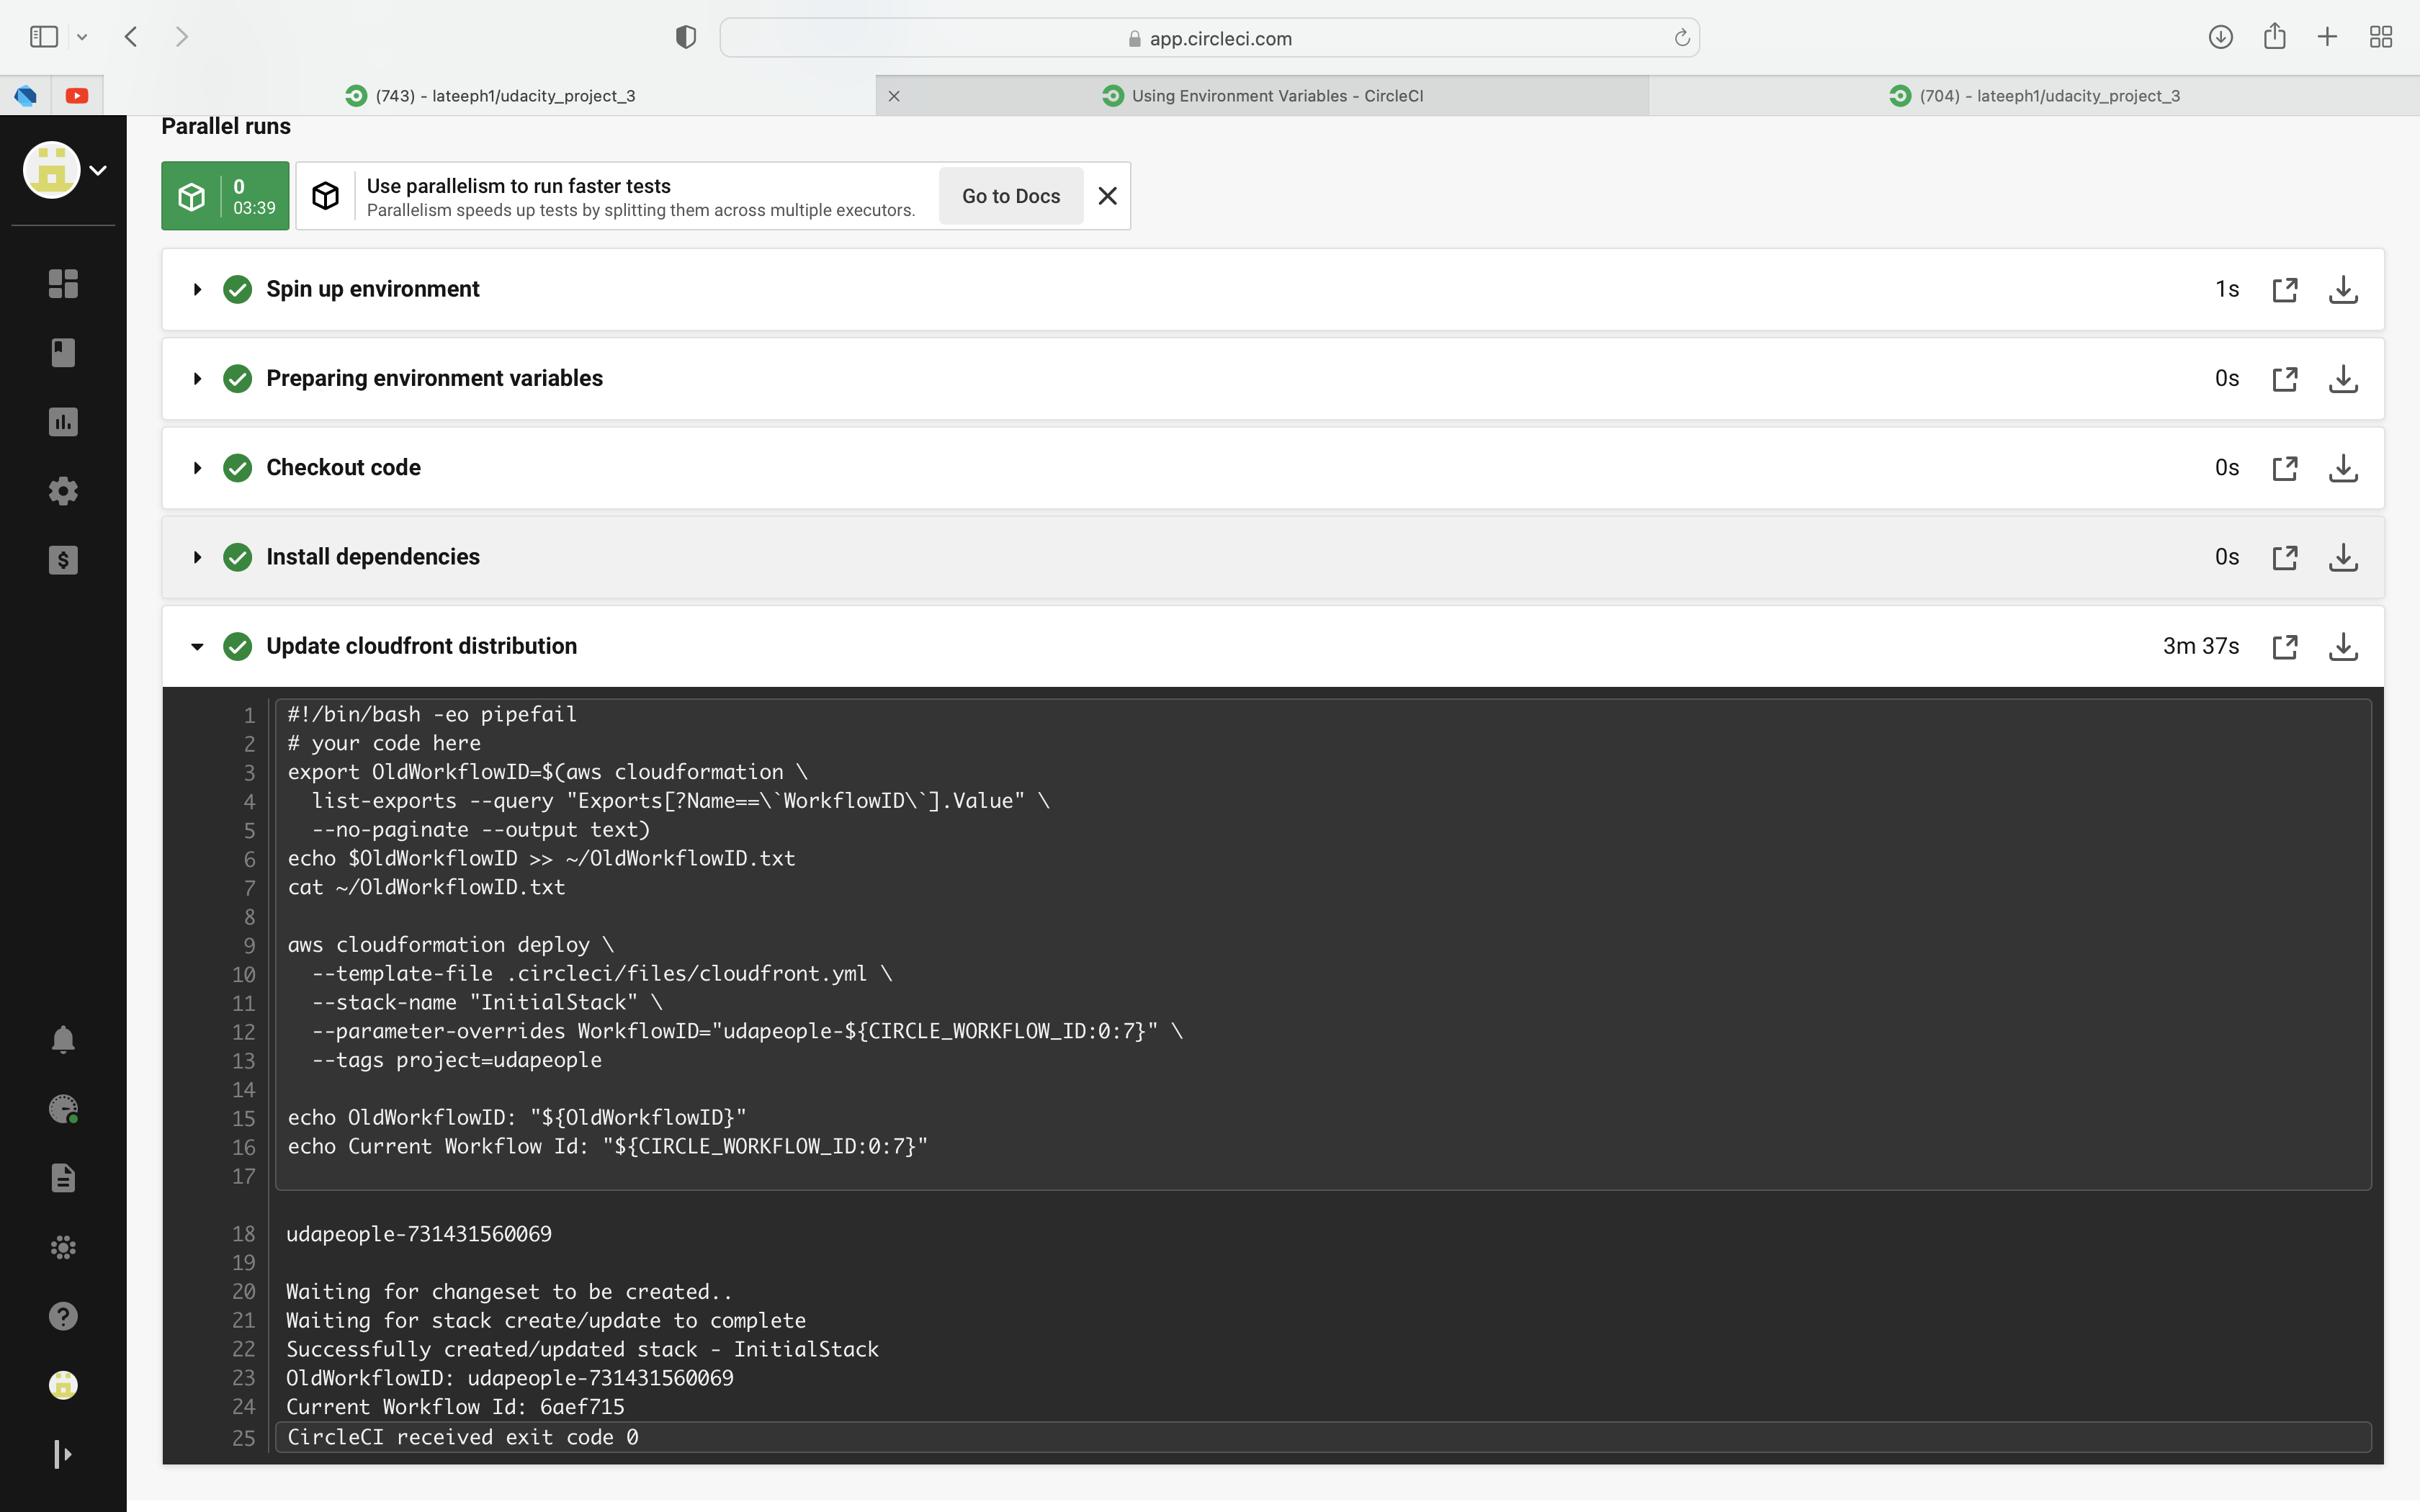 app.circleci.com
(743) - lateeph1/udacity_project_3
Using Environment Variables - CircleCI
(704) - lateeph1/udacity_project_3
Parallel runs
0
03:39
Use parallelism to run faster tests
Parallelism speeds up tests by splitting them across multiple executors.
Go to Docs
Spin up environment
1s
Preparing environment variables
0s
Checkout code
0s
Install dependencies
0s
Update cloudfront distribution
3m 37s
1 #!/bin/bash -eo pipefail
2 # your code here
3 export OldWorkflowID=$(aws cloudformation \
4 list-exports --query "Exports[?Name==\`WorkflowID\`].Value" \
5 --no-paginate --output text)
6 echo $OldWorkflowID >> ~/OldWorkflowID.txt
7 cat ~/OldWorkflowID.txt
8
9 aws cloudformation deploy \
10 --template-file .circleci/files/cloudfront.yml \
11 --stack-name "InitialStack" \
12 --parameter-overrides WorkflowID="udapeople-${CIRCLE_WORKFLOW_ID:0:7}" \
13 --tags project=udapeople
14
15 echo OldWorkflowID: "${OldWorkflowID}"
16 echo Current Workflow Id: "${CIRCLE_WORKFLOW_ID:0:7}"
17
18 udapeople-731431560069
19
20 Waiting for changeset to be created..
21 Waiting for stack create/update to complete
22 Successfully created/updated stack - InitialStack
23 OldWorkflowID: udapeople-731431560069
24 Current Workflow Id: 6aef715
25 CircleCI received exit code 0